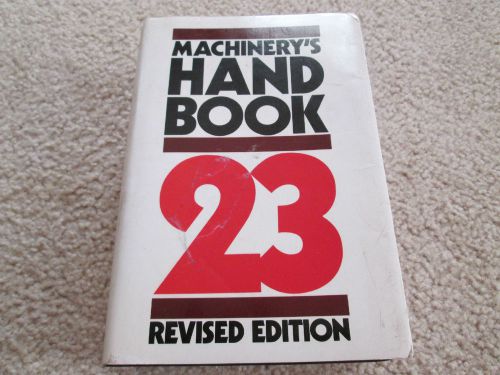 MACHINERY'S
HAND
BOOK
23
REVISED EDITION